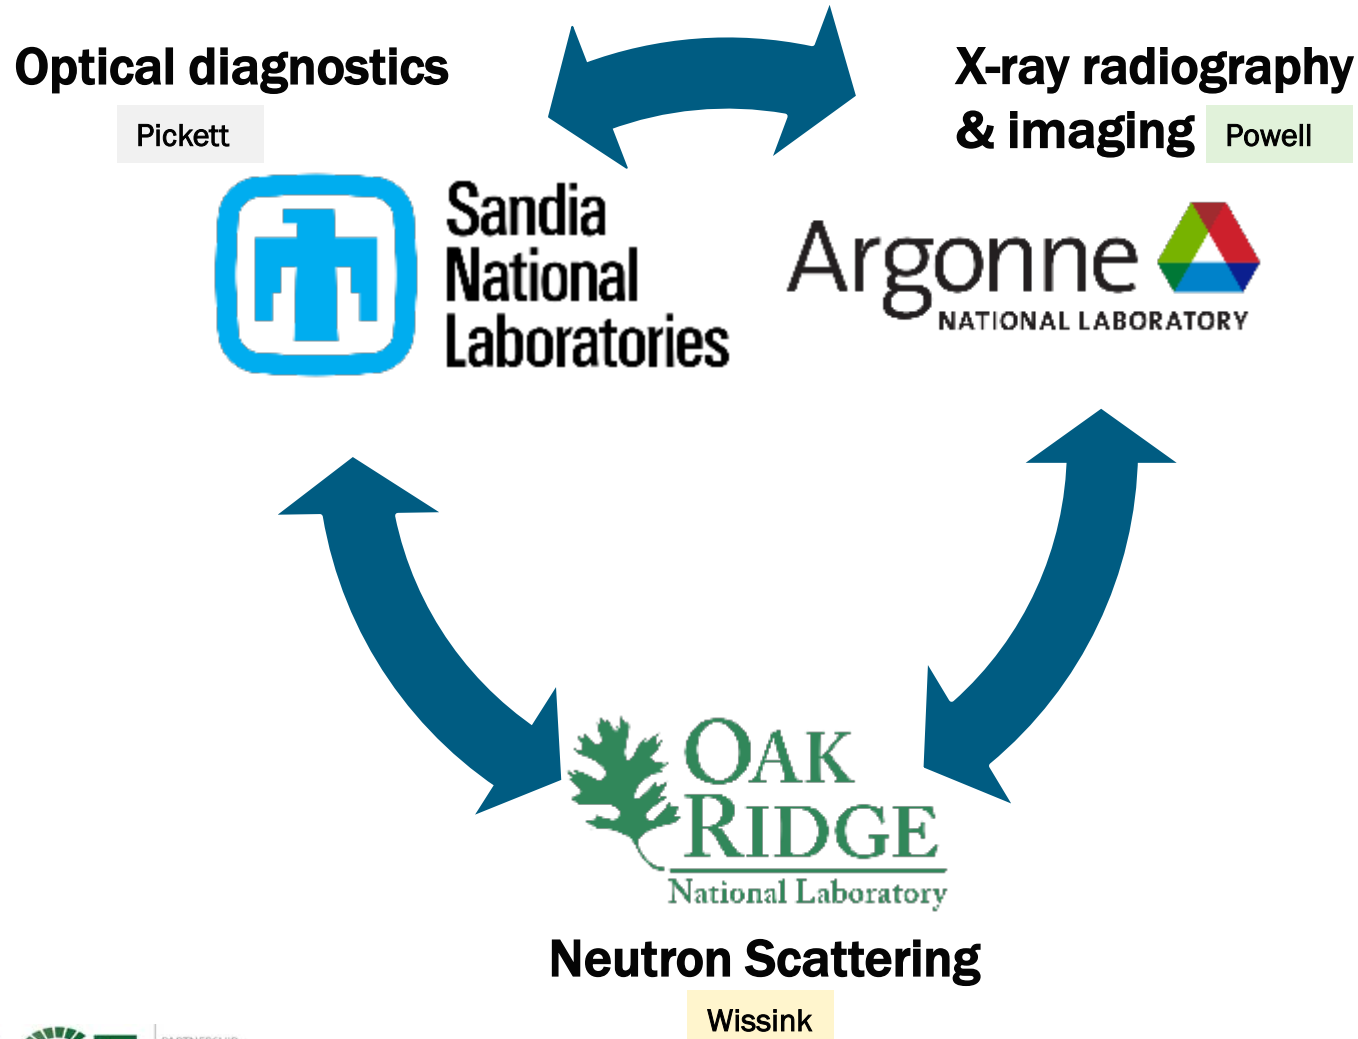 Optical diagnostics
Pickett
X-ray radiography
& imaging
Powell
Sandia
National
Laboratories
Argonne
NATIONAL LABORATORY
OAK
RIDGE
National Laboratory
Neutron Scattering
Wissink